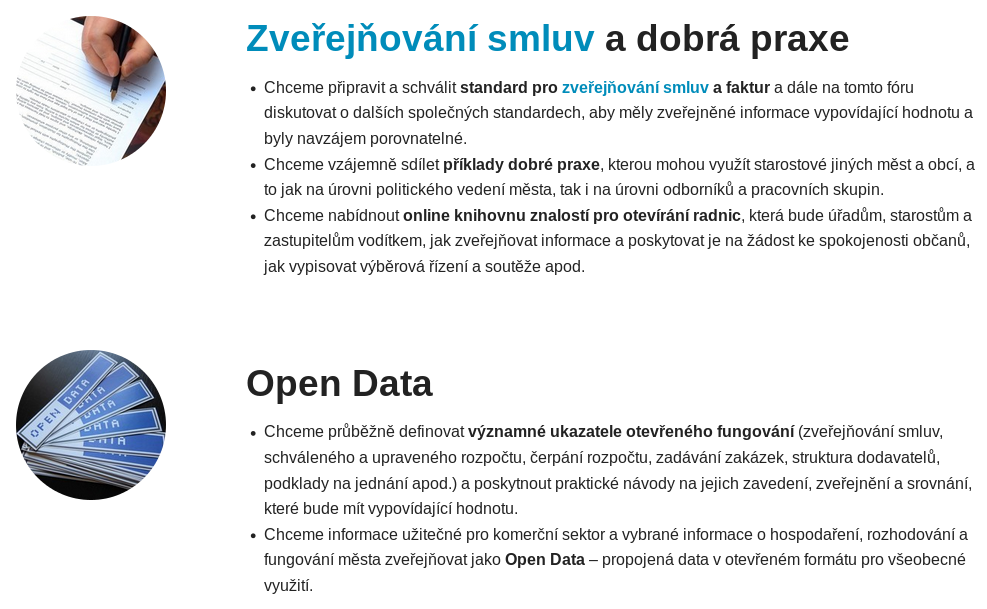 Zveřejňování smluv a dobrá praxe
Chceme připravit a schválit standard pro zveřejňování smluv a faktur a dále na tomto fóru
diskutovat o dalších společných standardech, aby měly zveřejněné informace vypovídající hodnotu a
byly navzájem porovnatelné.
Chceme vzájemně sdílet příklady dobré praxe, kterou mohou využít starostové jiných měst a obcí, a
to jak na úrovni politického vedení města, tak i na úrovni odborníků a pracovních skupin.
Chceme nabídnout online knihovnu znalostí pro otevírání radnic, která bude úřadům, starostům a
zastupitelům vodítkem, jak zveřejňovat informace a poskytovat je na žádost ke spokojenosti občanů,
jak vypisovat výběrová řízení a soutěže apod.
OPEN DATA
DATA
DATA
DATA
DATA
Open Data
Chceme průběžně definovat významné ukazatele otevřeného fungování (zveřejňování smluv,
schváleného a upraveného rozpočtu, čerpání rozpočtu, zadávání zakázek, struktura dodavatelů,
podklady na jednání apod.) a poskytnout praktické návody na jejich zavedení, zveřejnění a srovnání,
které bude mít vypovídající hodnotu.
Chceme informace užitečné pro komerční sektor a vybrané informace o hospodaření, rozhodování a
fungování města zveřejňovat jako Open Data – propojená data v otevřeném formátu pro všeobecné
využití.